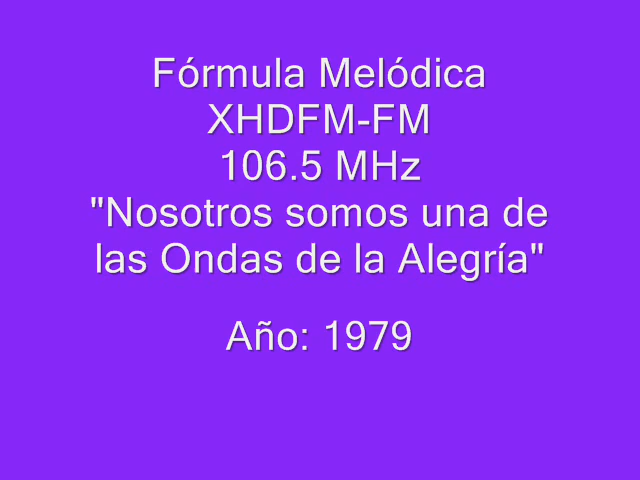 Fórmula Melódica
XHDFM-FM
106.5 MHz
"Nosotros somos una de
las Ondas de la Alegría"
Año: 1979